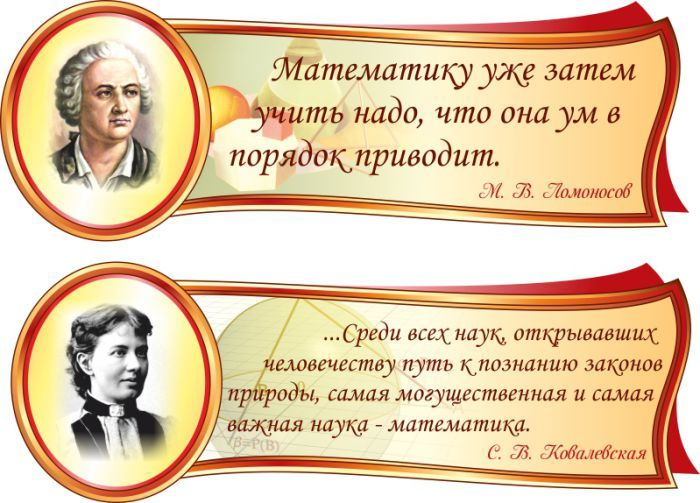 Математику уже затем
учить надо, что она ум в
порядок приводит.
М. В. Ломоносов
...Среди всех наук, открывавших
человечеству путь к познанию законов
природы, самая могущественная и самая
важная наука - математика.
С. В. Ковалевская